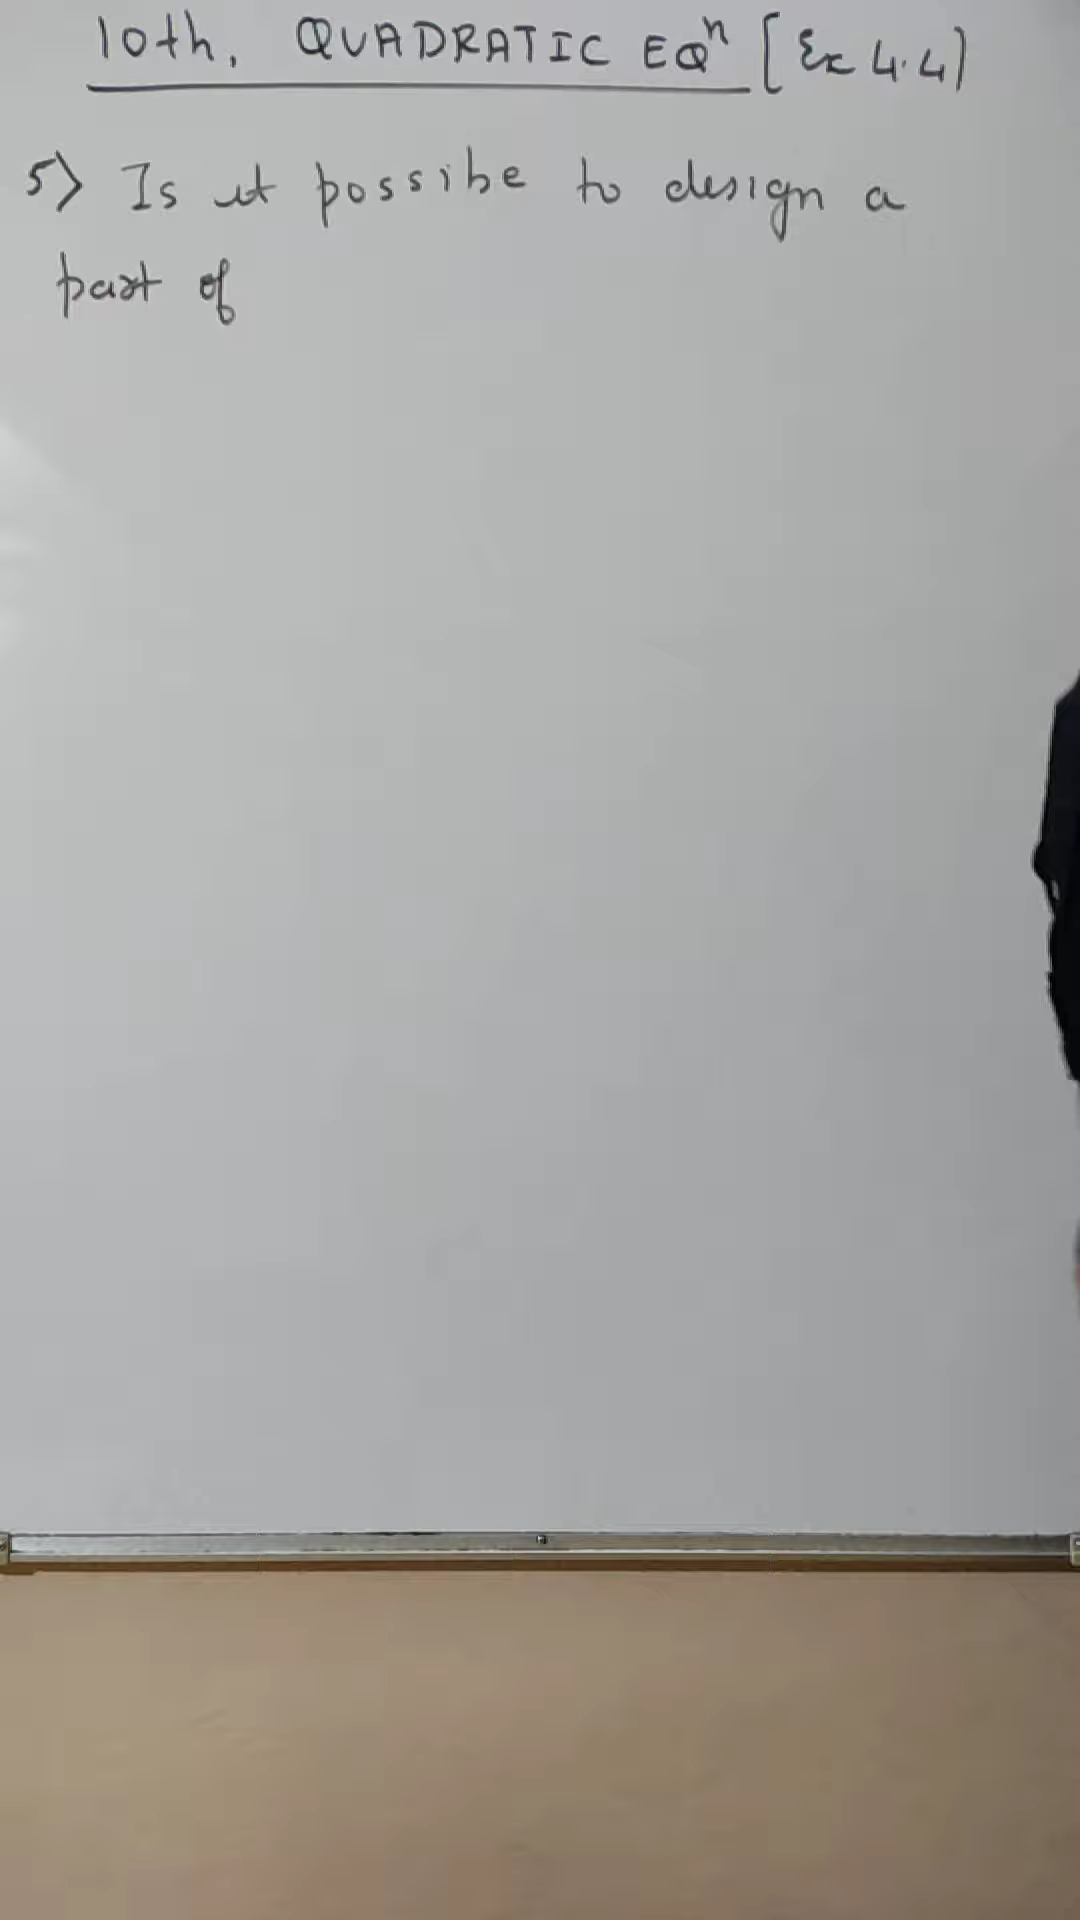 10th, QUADRATIC EQⁿ [Ex 4.4]
5) Is it possibe to design a
part of